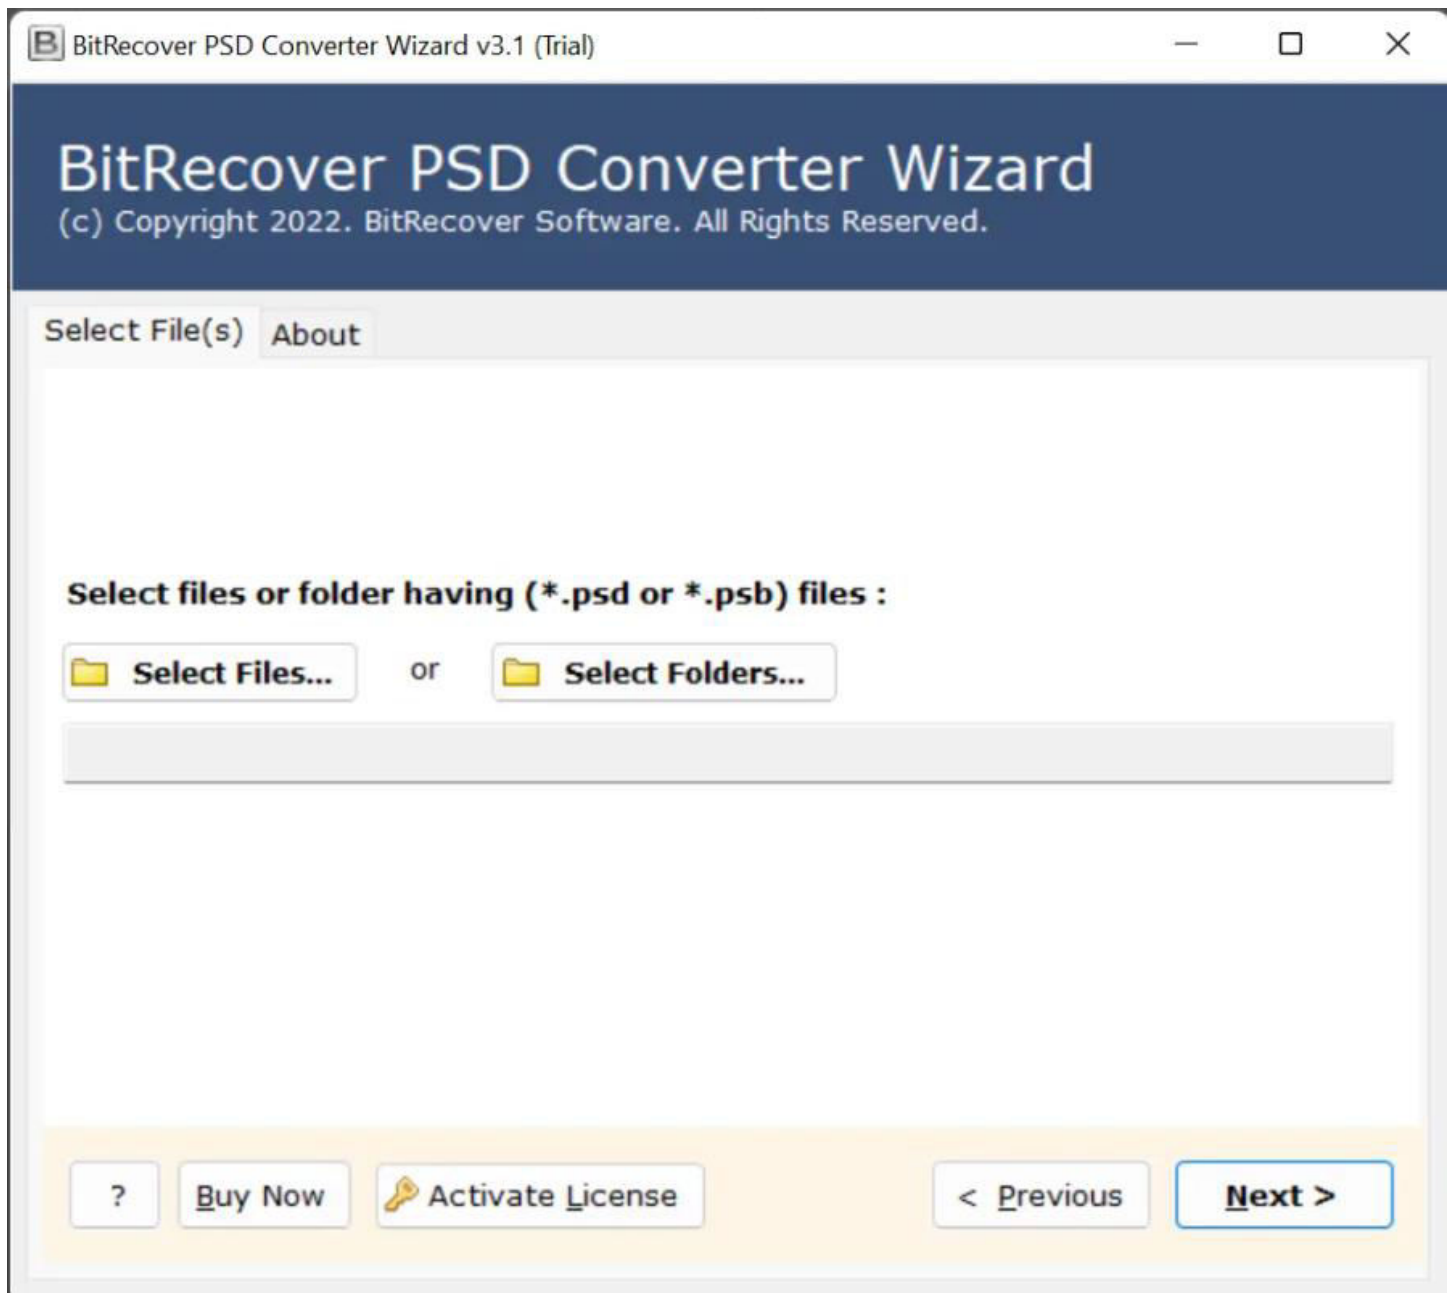 BitRecover PSD Converter Wizard v3.1 (Trial)
BitRecover PSD Converter Wizard
(c) Copyright 2022. BitRecover Software. All Rights Reserved.
Select File(s) About
Select files or folder having (*.psd or *.psb) files :
Select Files... or Select Folders...
? Buy Now Activate License < Previous Next >